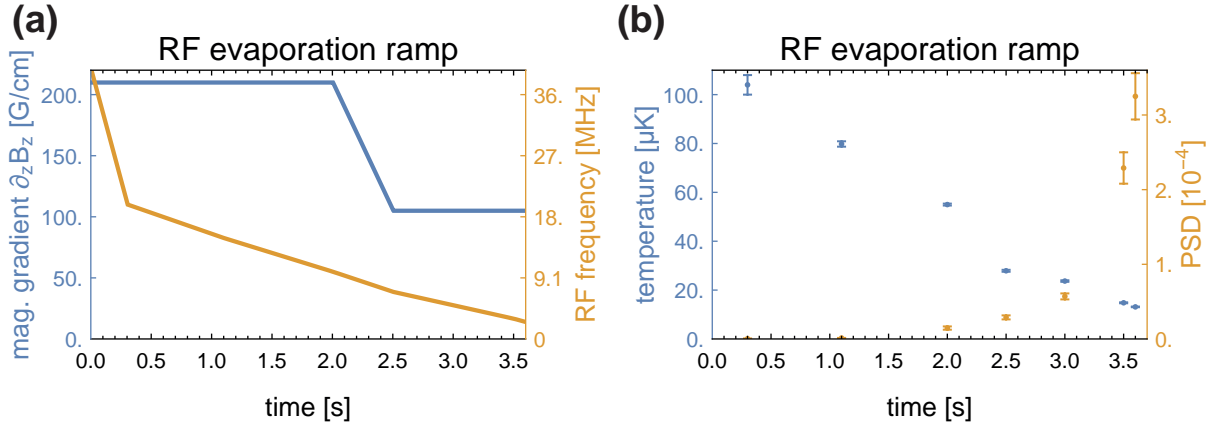 (a)
RF evaporation ramp
mag. gradient ∂zBz [G/cm]
200.
150.
100.
50.
0.
36.
27.
18.
9.1
0
RF frequency [MHz]
0.0 0.5 1.0 1.5 2.0 2.5 3.0 3.5
time [s]
(b)
RF evaporation ramp
temperature [µK]
100.
80.
60.
40.
20.
0.
3.
2.
1.
0.
PSD [10⁻⁴]
0.0 0.5 1.0 1.5 2.0 2.5 3.0 3.5
time [s]